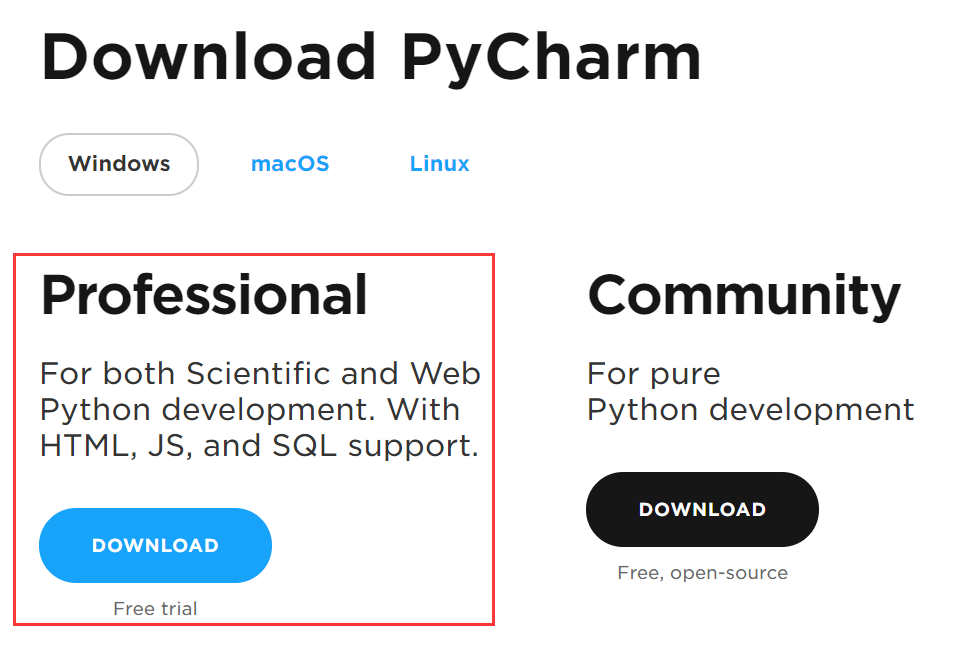 Download PyCharm
Windows macOS Linux
Professional
For both Scientific and Web
Python development. With
HTML, JS, and SQL support.
DOWNLOAD
Free trial
Community
For pure
Python development
DOWNLOAD
Free, open-source